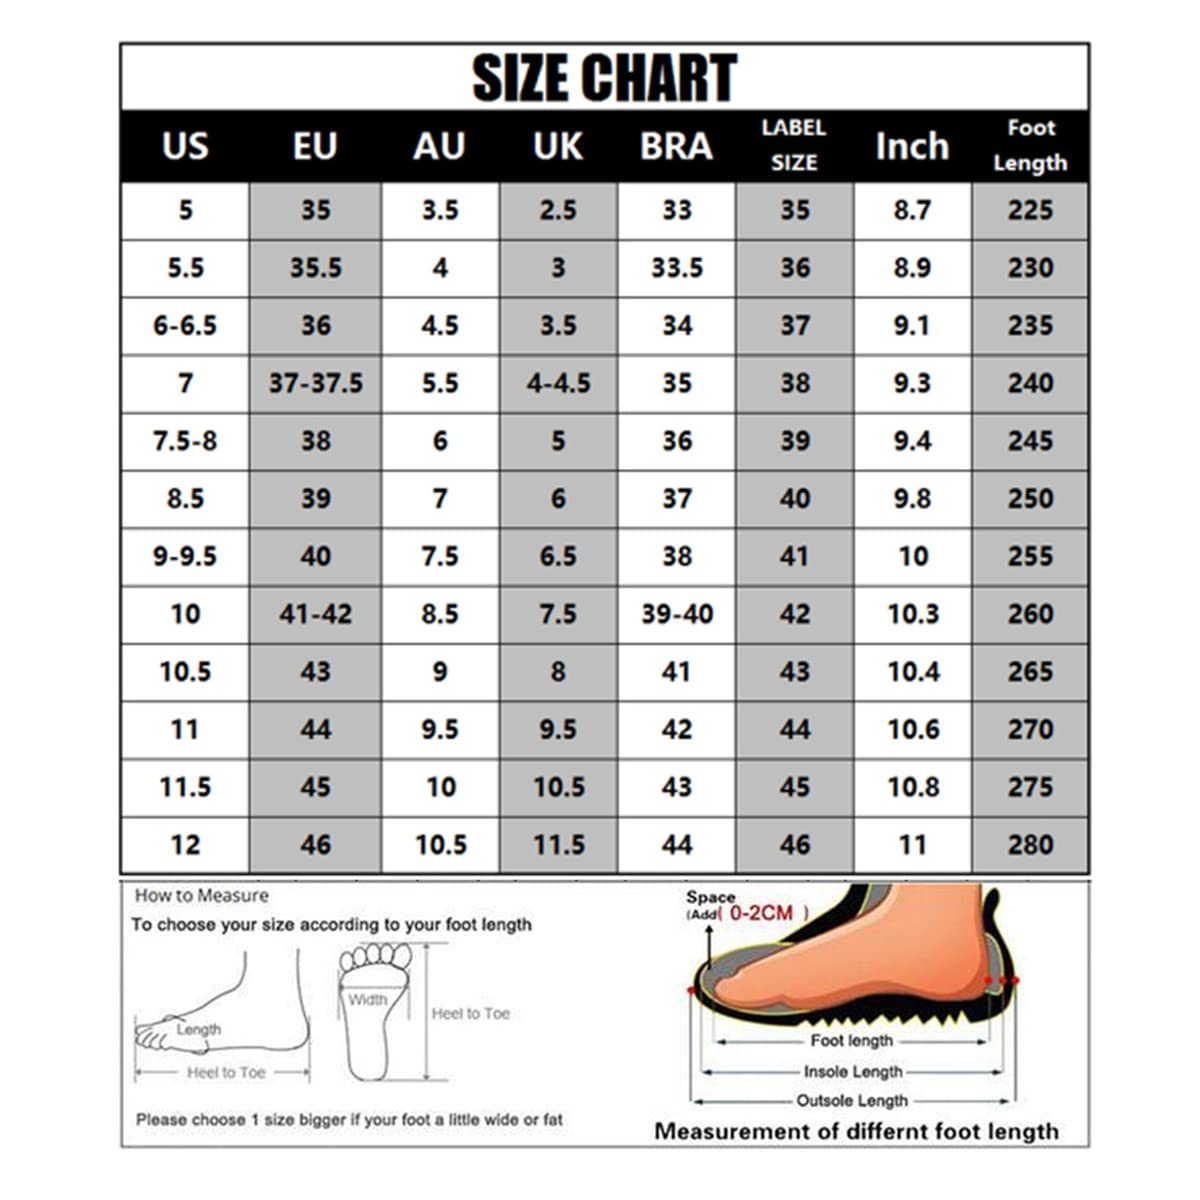 SIZE CHART
US EU AU UK BRA LABEL SIZE Inch Foot Length
5 35 3.5 2.5 33 35 8.7 225
5.5 35.5 4 3 33.5 36 8.9 230
6-6.5 36 4.5 3.5 34 37 9.1 235
7 37-37.5 5.5 4-4.5 35 38 9.3 240
7.5-8 38 6 5 36 39 9.4 245
8.5 39 7 6 37 40 9.8 250
9-9.5 40 7.5 6.5 38 41 10 255
10 41-42 8.5 7.5 39-40 42 10.3 260
10.5 43 9 8 41 43 10.4 265
11 44 9.5 9.5 42 44 10.6 270
11.5 45 10 10.5 43 45 10.8 275
12 46 10.5 11.5 44 46 11 280
How to Measure
To choose your size according to your foot length
Length
Heel to Toe
Width
Heel to Toe
Please choose 1 size bigger if your foot a little wide or fat
Space
(Add( 0-2CM )
Foot length
Insole Length
Outsole Length
Measurement of differnt foot length